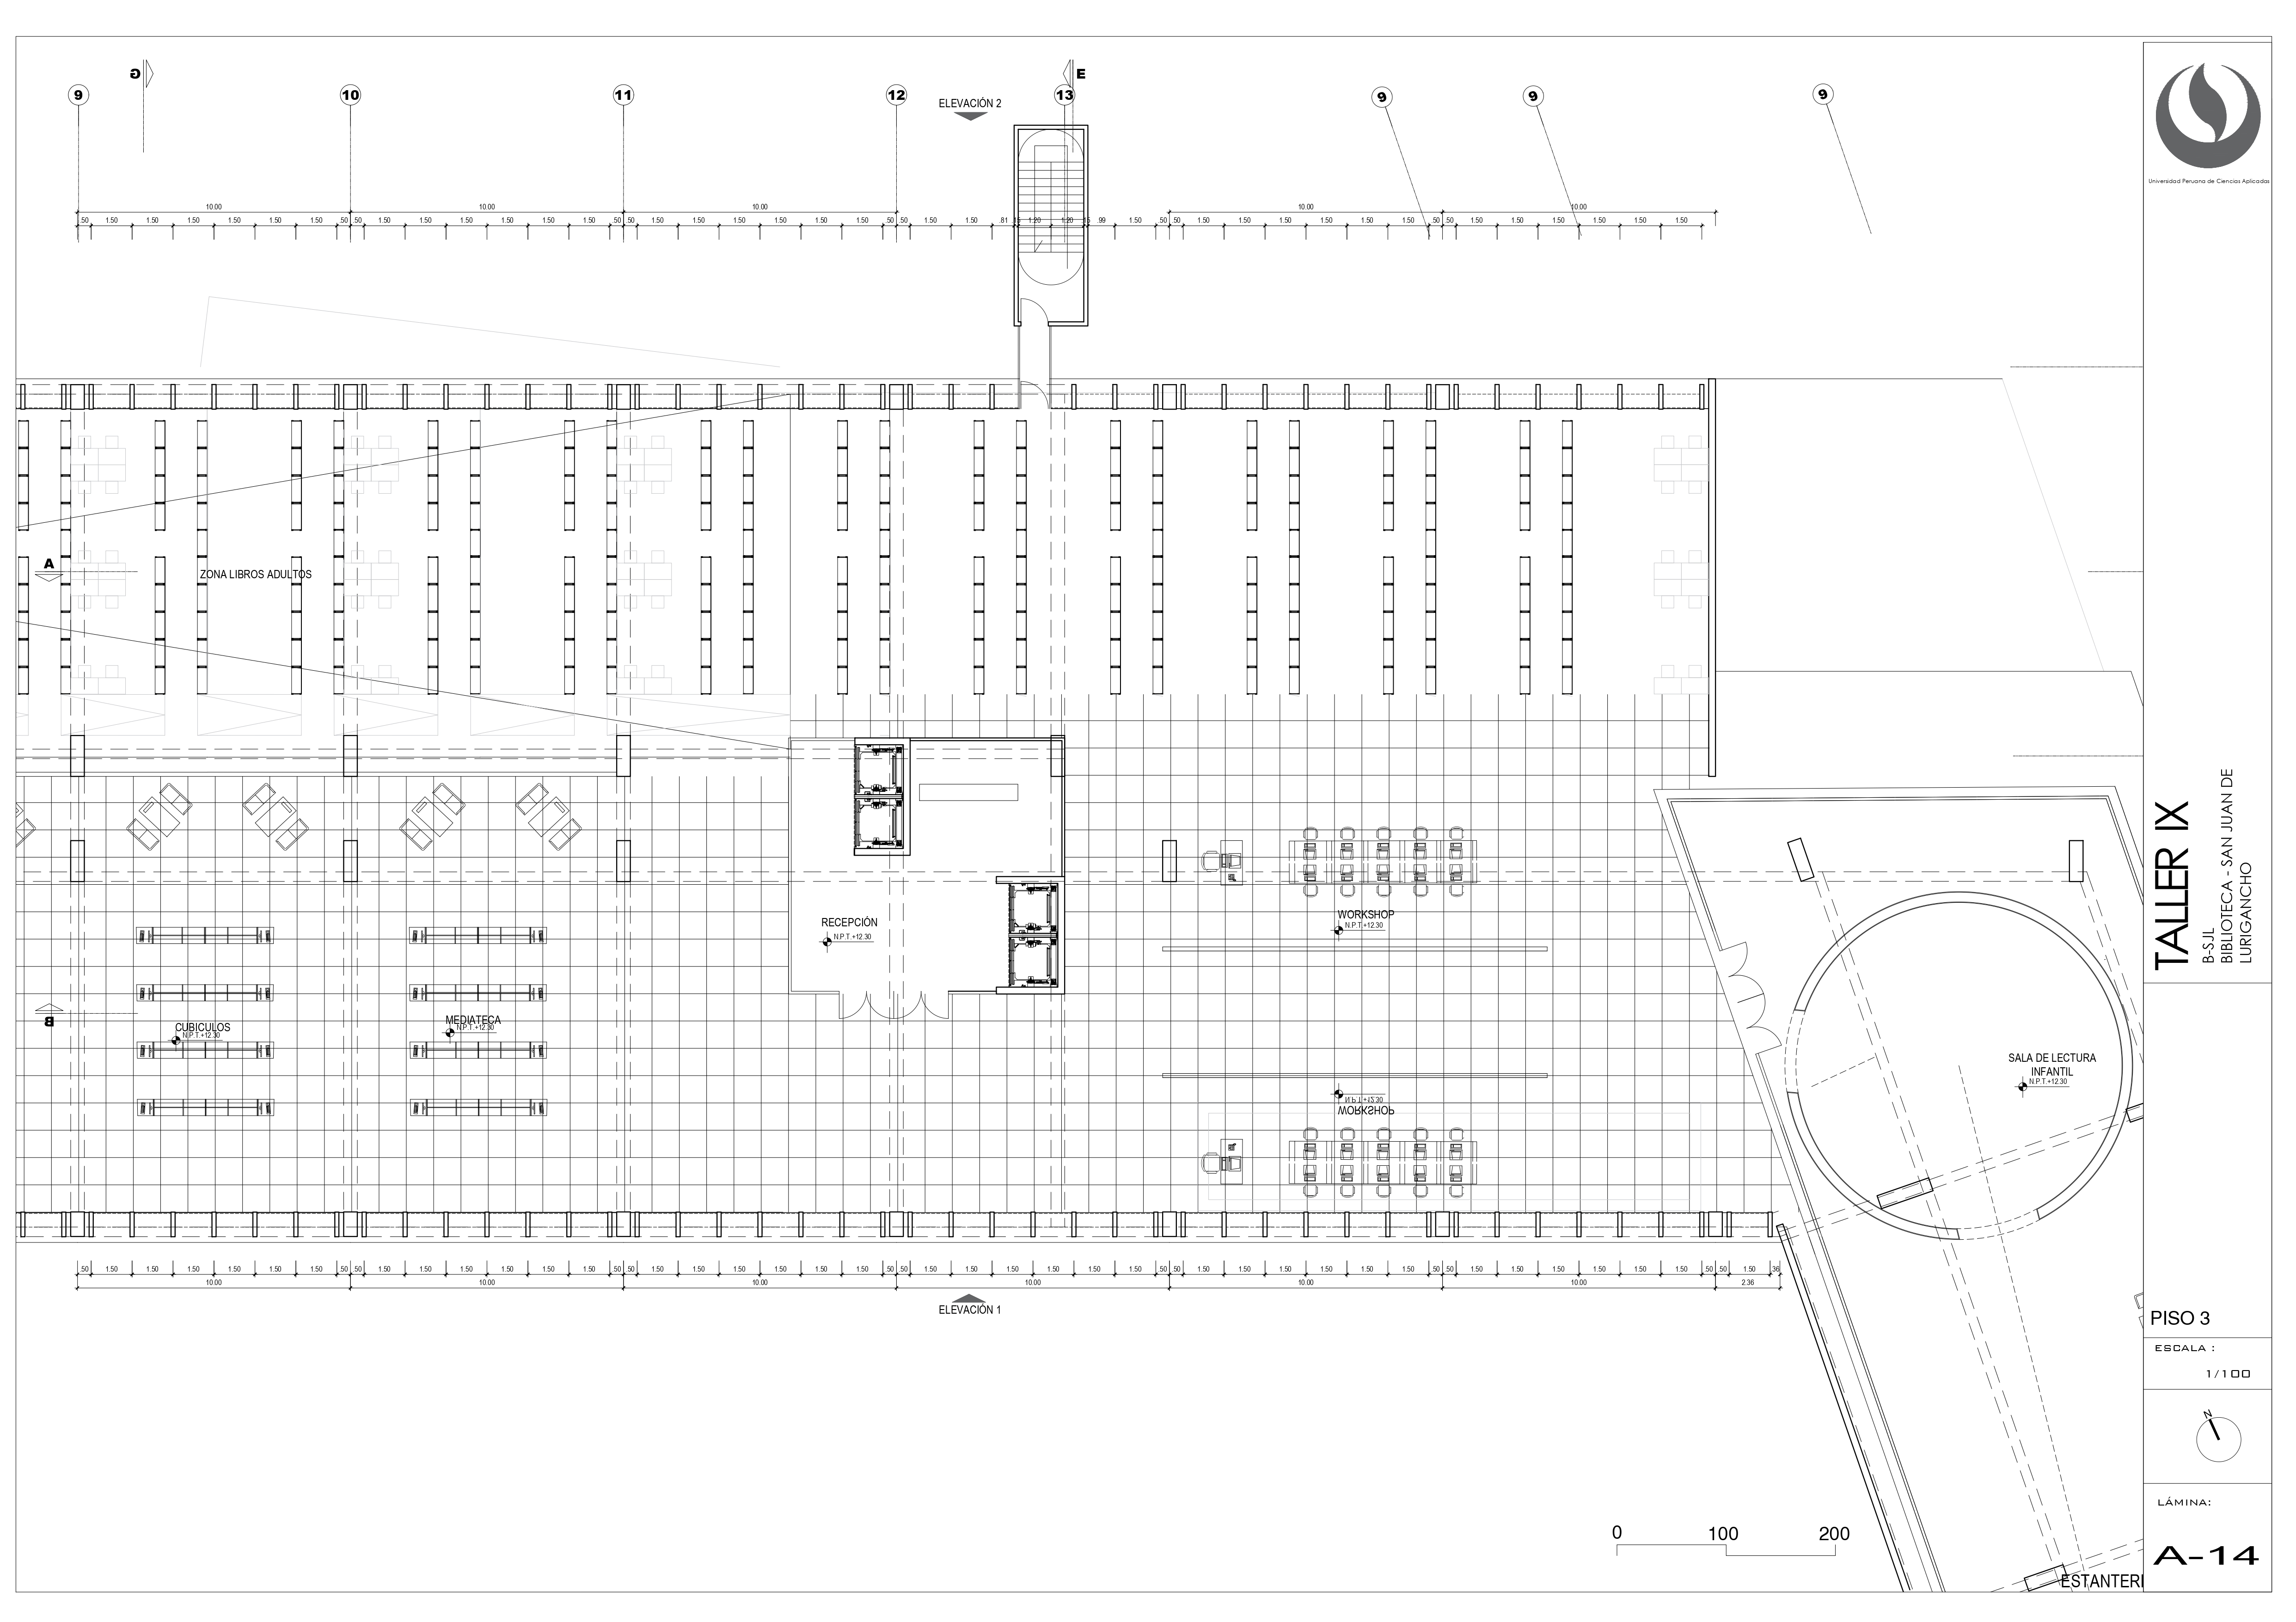 G
E
9
10
11
12
13
9
9
9
ELEVACIÓN 2
10.00 10.00 10.00 10.00 10.00
.50 1.50 1.50 1.50 1.50 1.50 1.50 .50 .50 1.50 1.50 1.50 1.50 1.50 1.50 .50 .50 1.50 1.50 1.50 1.50 1.50 1.50 .50 .50 1.50 1.50 .81 .15 1.20 1.20 .15 .99 1.50 .50 .50 1.50 1.50 1.50 1.50 1.50 1.50 .50 .50 1.50 1.50 1.50 1.50 1.50 1.50
A
ZONA LIBROS ADULTOS
RECEPCIÓN
N.P.T.+12.30
WORKSHOP
N.P.T.+12.30
B
CUBICULOS
N.P.T.+12.30
MEDIATECA
N.P.T.+12.30
N.P.T.+12.30
WORKSHOP
SALA DE LECTURA
INFANTIL
N.P.T.+12.30
.50 1.50 1.50 1.50 1.50 1.50 1.50 .50 .50 1.50 1.50 1.50 1.50 1.50 1.50 .50 .50 1.50 1.50 1.50 1.50 1.50 1.50 .50 .50 1.50 1.50 1.50 1.50 1.50 1.50 .50 .50 1.50 1.50 1.50 1.50 1.50 1.50 .50 .50 1.50 1.50 1.50 1.50 1.50 1.50 .50 .50 1.50 .36
10.00 10.00 10.00 10.00 10.00 10.00 2.36
ELEVACIÓN 1
0 100 200
ESTANTERI
Universidad Peruana de Ciencias Aplicadas
TALLER IX
B-SJL
BIBLIOTECA - SAN JUAN DE
LURIGANCHO
PISO 3
ESCALA :
1/100
N
LÁMINA:
A-14